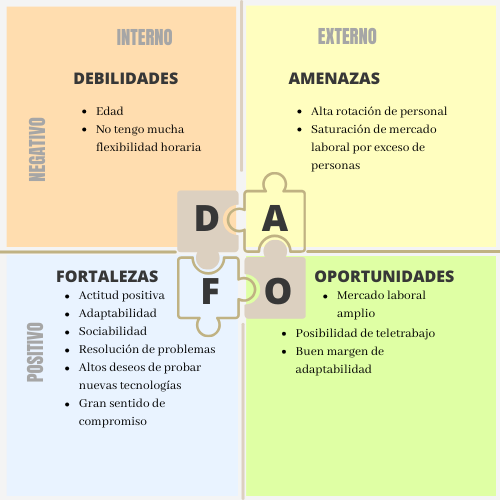 INTERNO
EXTERNO
NEGATIVO
DEBILIDADES
• Edad
• No tengo mucha
flexibilidad horaria
AMENAZAS
• Alta rotación de personal
• Saturación de mercado
laboral por exceso de
personas
D
A
F
O
POSITIVO
FORTALEZAS
• Actitud positiva
• Adaptabilidad
• Sociabilidad
• Resolución de problemas
• Altos deseos de probar
nuevas tecnologías
• Gran sentido de
compromiso
OPORTUNIDADES
• Mercado laboral
amplio
• Posibilidad de teletrabajo
• Buen margen de
adaptabilidad